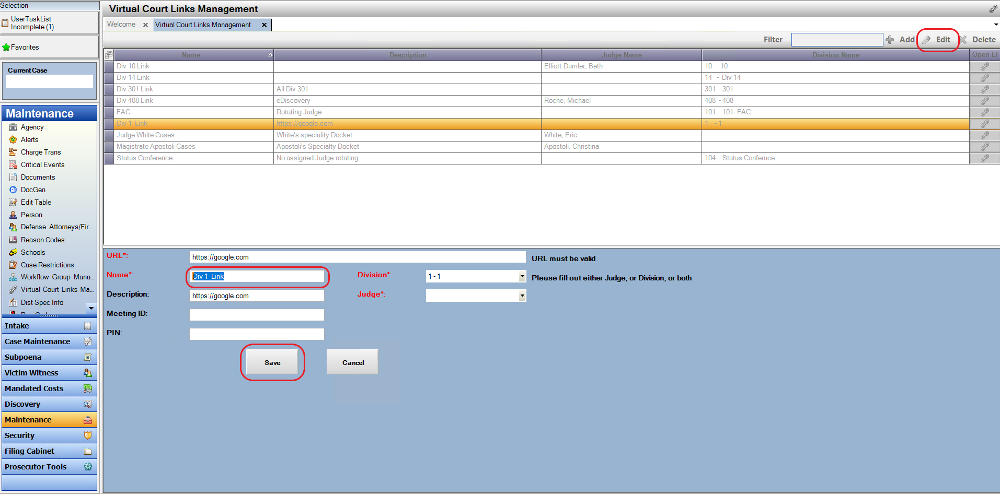 Selection
UserTaskList
Incomplete (1)
Favorites
Current Case
Maintenance
Agency
Alerts
Charge Trans
Critical Events
Documents
DocGen
Edit Table
Person
Defense Attorneys/Fir...
Reason Codes
Schools
Case Restrictions
Workflow Group Mana...
Virtual Court Links Ma...
Dist Spec Info
Intake
Case Maintenance
Subpoena
Victim Witness
Mandated Costs
Discovery
Maintenance
Security
Filing Cabinet
Prosecutor Tools
Virtual Court Links Management
Welcome x Virtual Court Links Management x
Filter Add Edit Delete
Name Description Judge Name Division Name Open Li
Div 10 Link Elliott-Dumler, Beth 10 - 10
Div 14 Link 14 - Div 14
Div 301 Link All Div 301 301 - 301
Div 408 Link eDiscovery Roche, Michael 408 - 408
FAC Rotating Judge 101 - 101- FAC
Div 1 Link https://google.com 1 - 1
Judge White Cases White's speciality Docket White, Eric
Magistrate Apostoli Cases Apostoli's Specialty Docket Apostoli, Christina
Status Conference No assigned Judge-rotating 104 - Status Confernce
URL*: https://google.com URL must be valid
Name*: Div 1 Link Division*: 1 - 1 Please fill out either Judge, or Division, or both
Description: https://google.com Judge*:
Meeting ID:
PIN:
Save Cancel